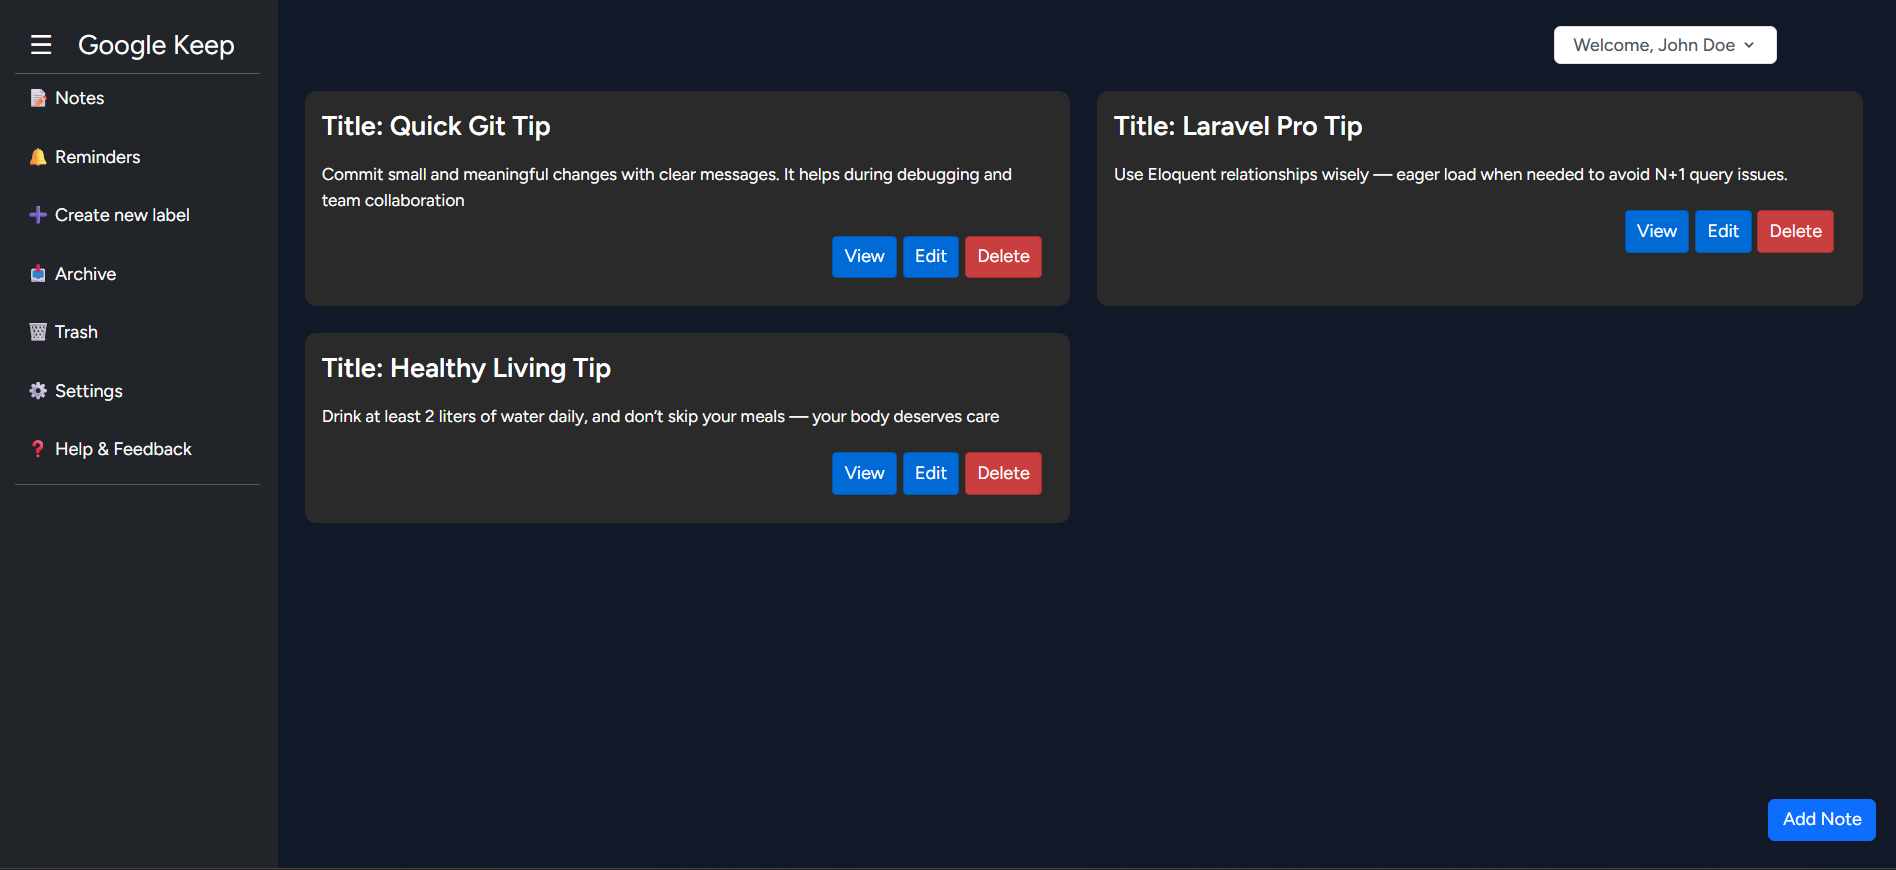 ☰ Google Keep
Notes
Reminders
Create new label
Archive
Trash
Settings
Help & Feedback
Welcome, John Doe
Title: Quick Git Tip
Commit small and meaningful changes with clear messages. It helps during debugging and
team collaboration
View Edit Delete
Title: Laravel Pro Tip
Use Eloquent relationships wisely — eager load when needed to avoid N+1 query issues.
View Edit Delete
Title: Healthy Living Tip
Drink at least 2 liters of water daily, and don’t skip your meals — your body deserves care
View Edit Delete
Add Note